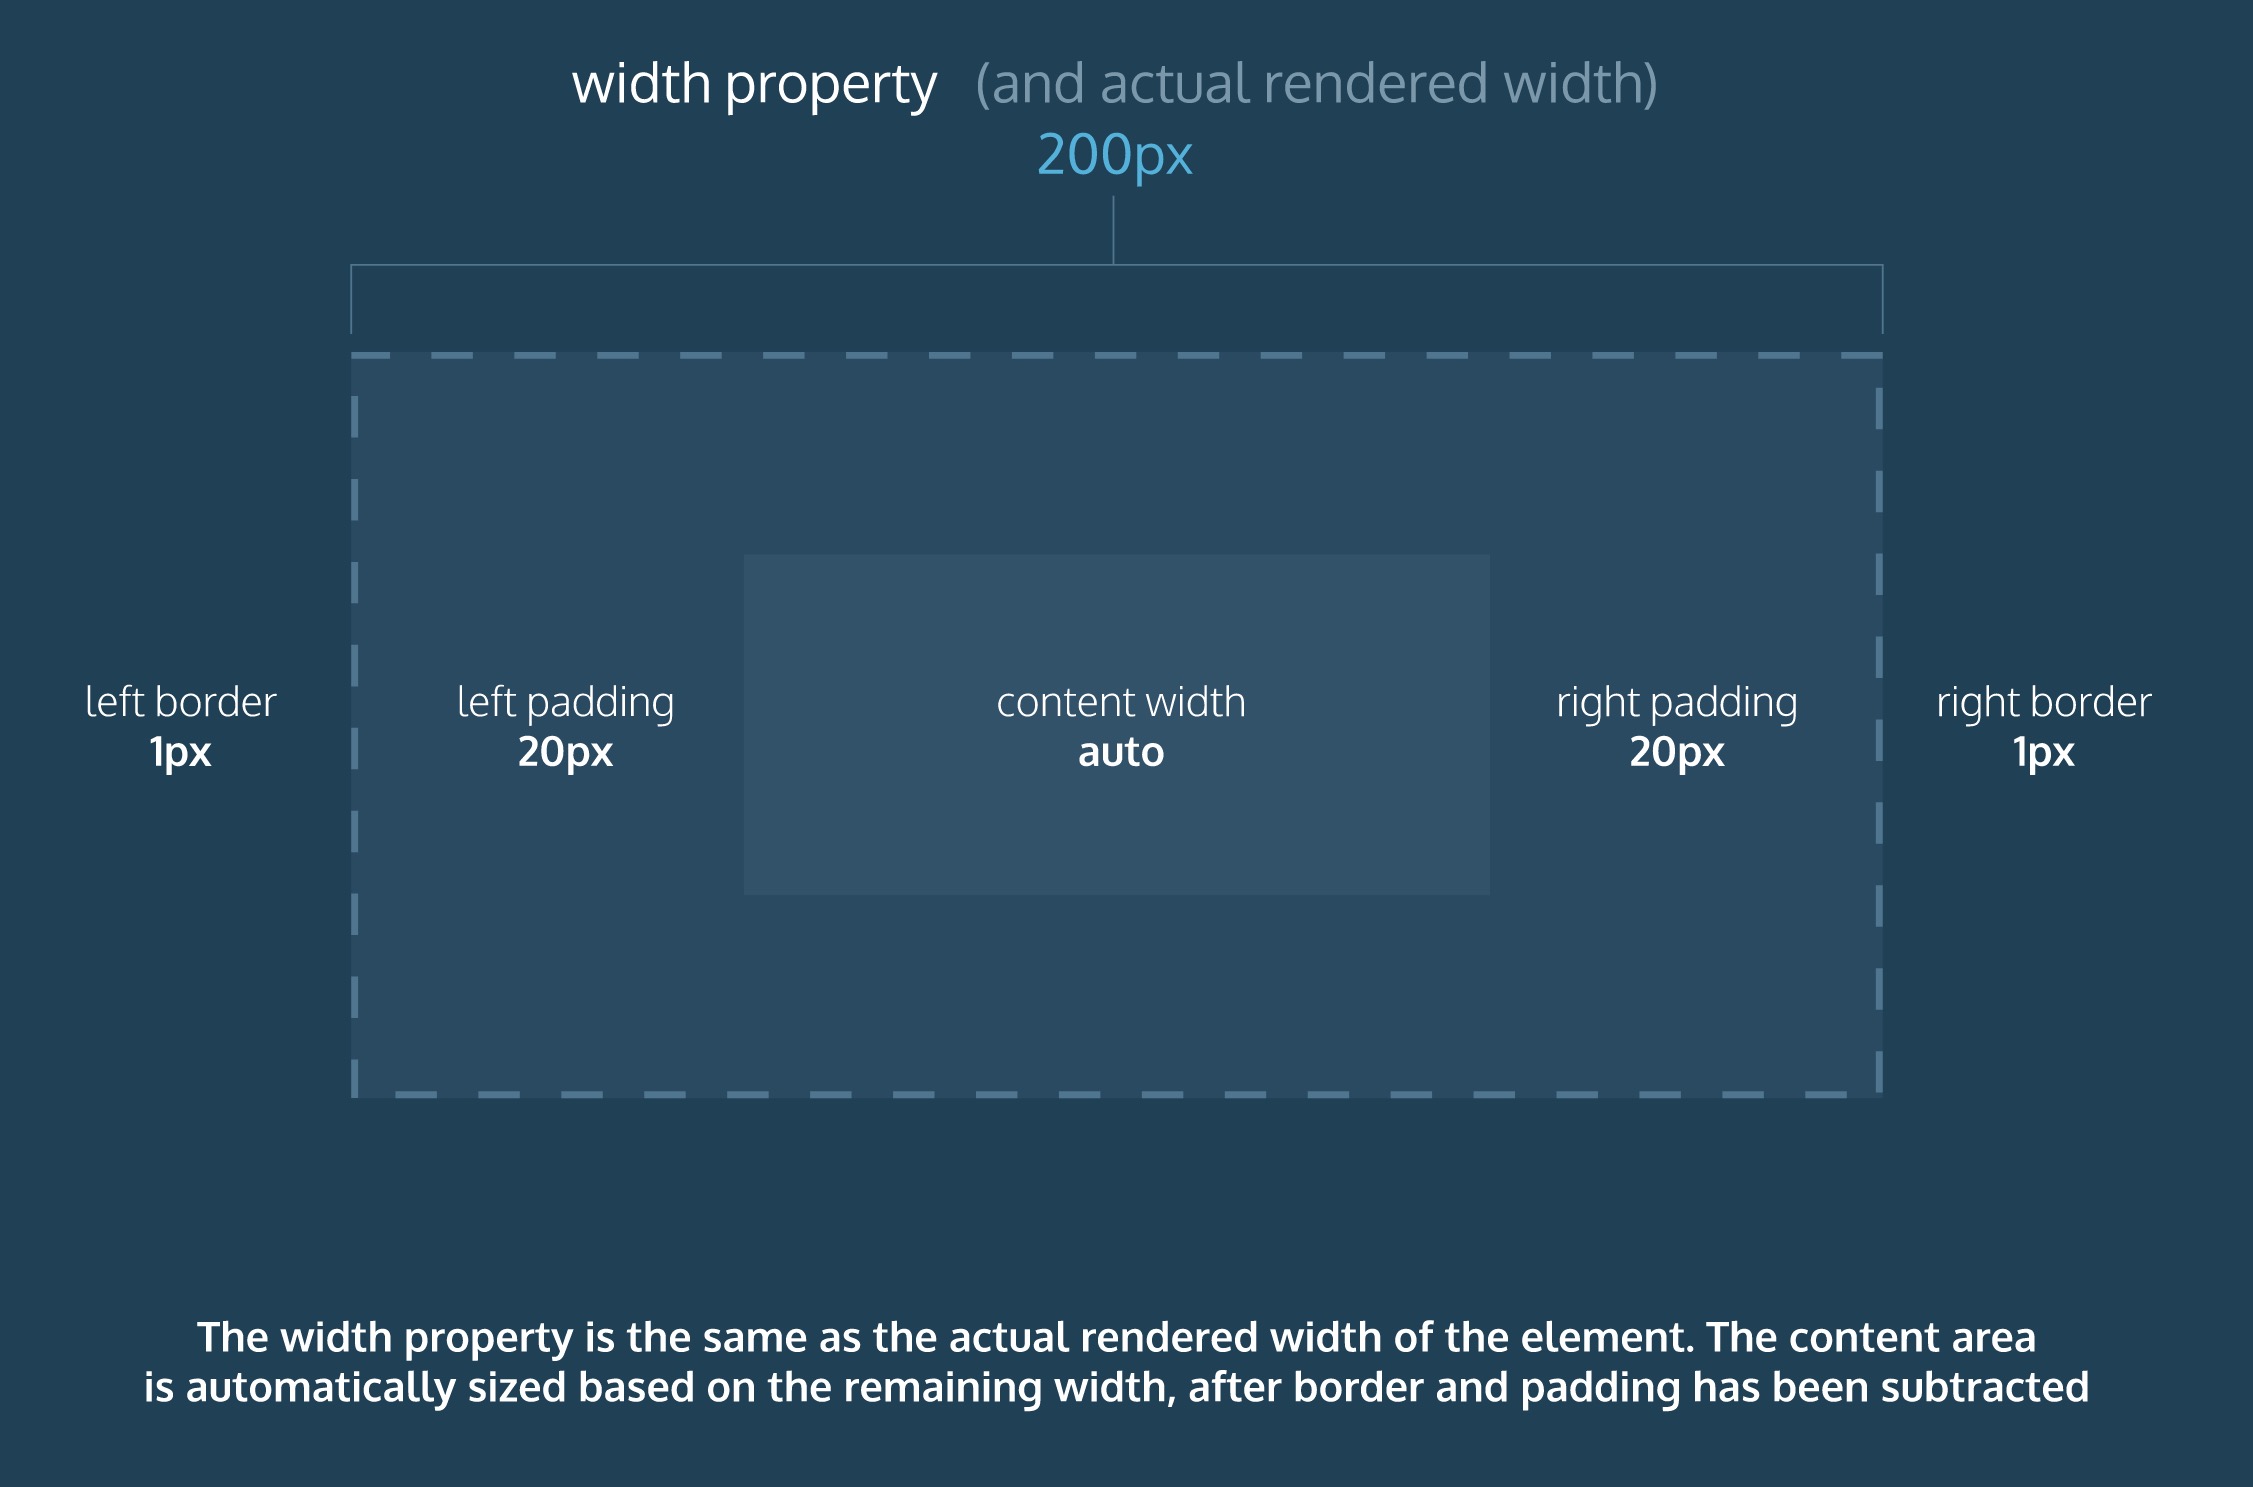 width property (and actual rendered width)
200px
left border
1px
left padding
20px
content width
auto
right padding
20px
right border
1px
The width property is the same as the actual rendered width of the element. The content area
is automatically sized based on the remaining width, after border and padding has been subtracted